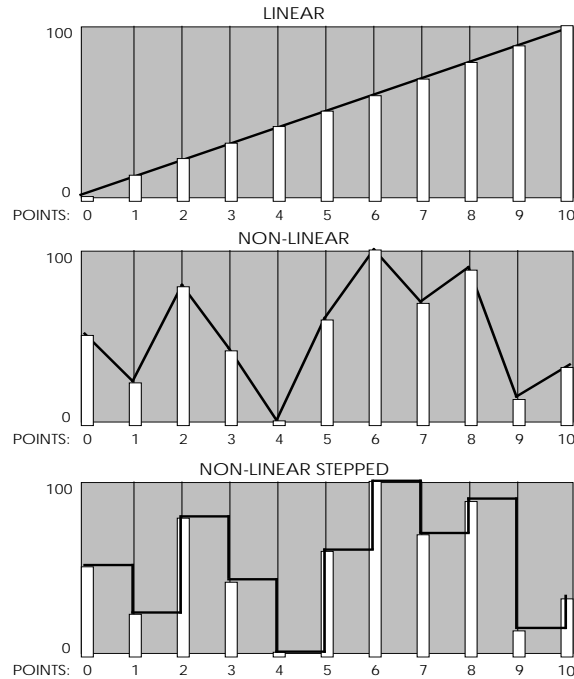 LINEAR
100
0
POINTS: 0 1 2 3 4 5 6 7 8 9 10
NON-LINEAR
100
0
POINTS: 0 1 2 3 4 5 6 7 8 9 10
NON-LINEAR STEPPED
100
0
POINTS: 0 1 2 3 4 5 6 7 8 9 10